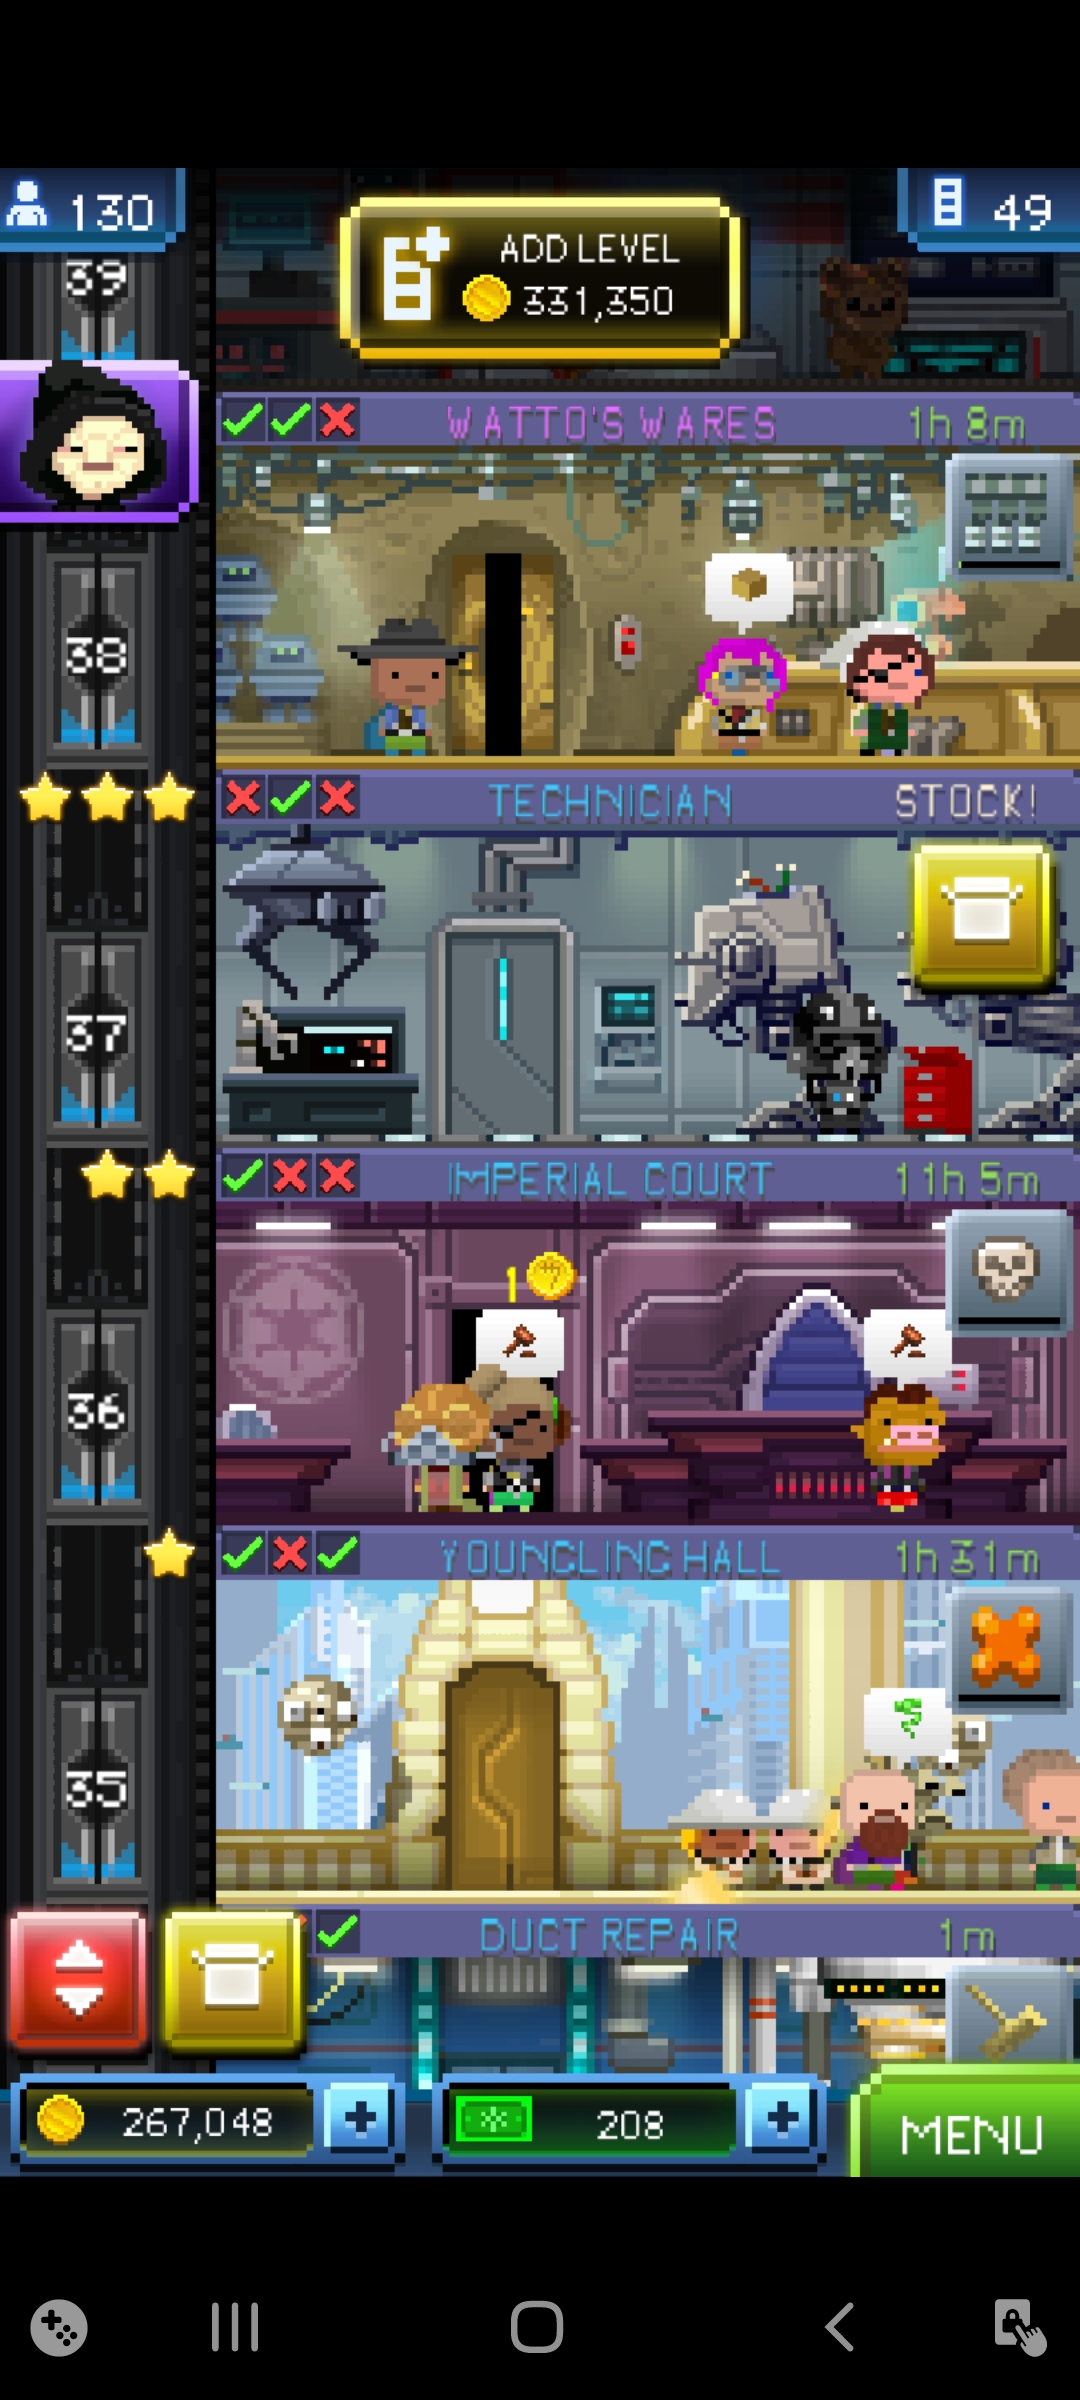 130
ADD LEVEL
331,350
49
39
WATTO'S WARES
1h 8m
38
TECHNICIAN
STOCK!
37
IMPERIAL COURT
11h 5m
1
36
YOUNGLING HALL
1h 31m
35
DUCT REPAIR
1m
267,048
208
MENU